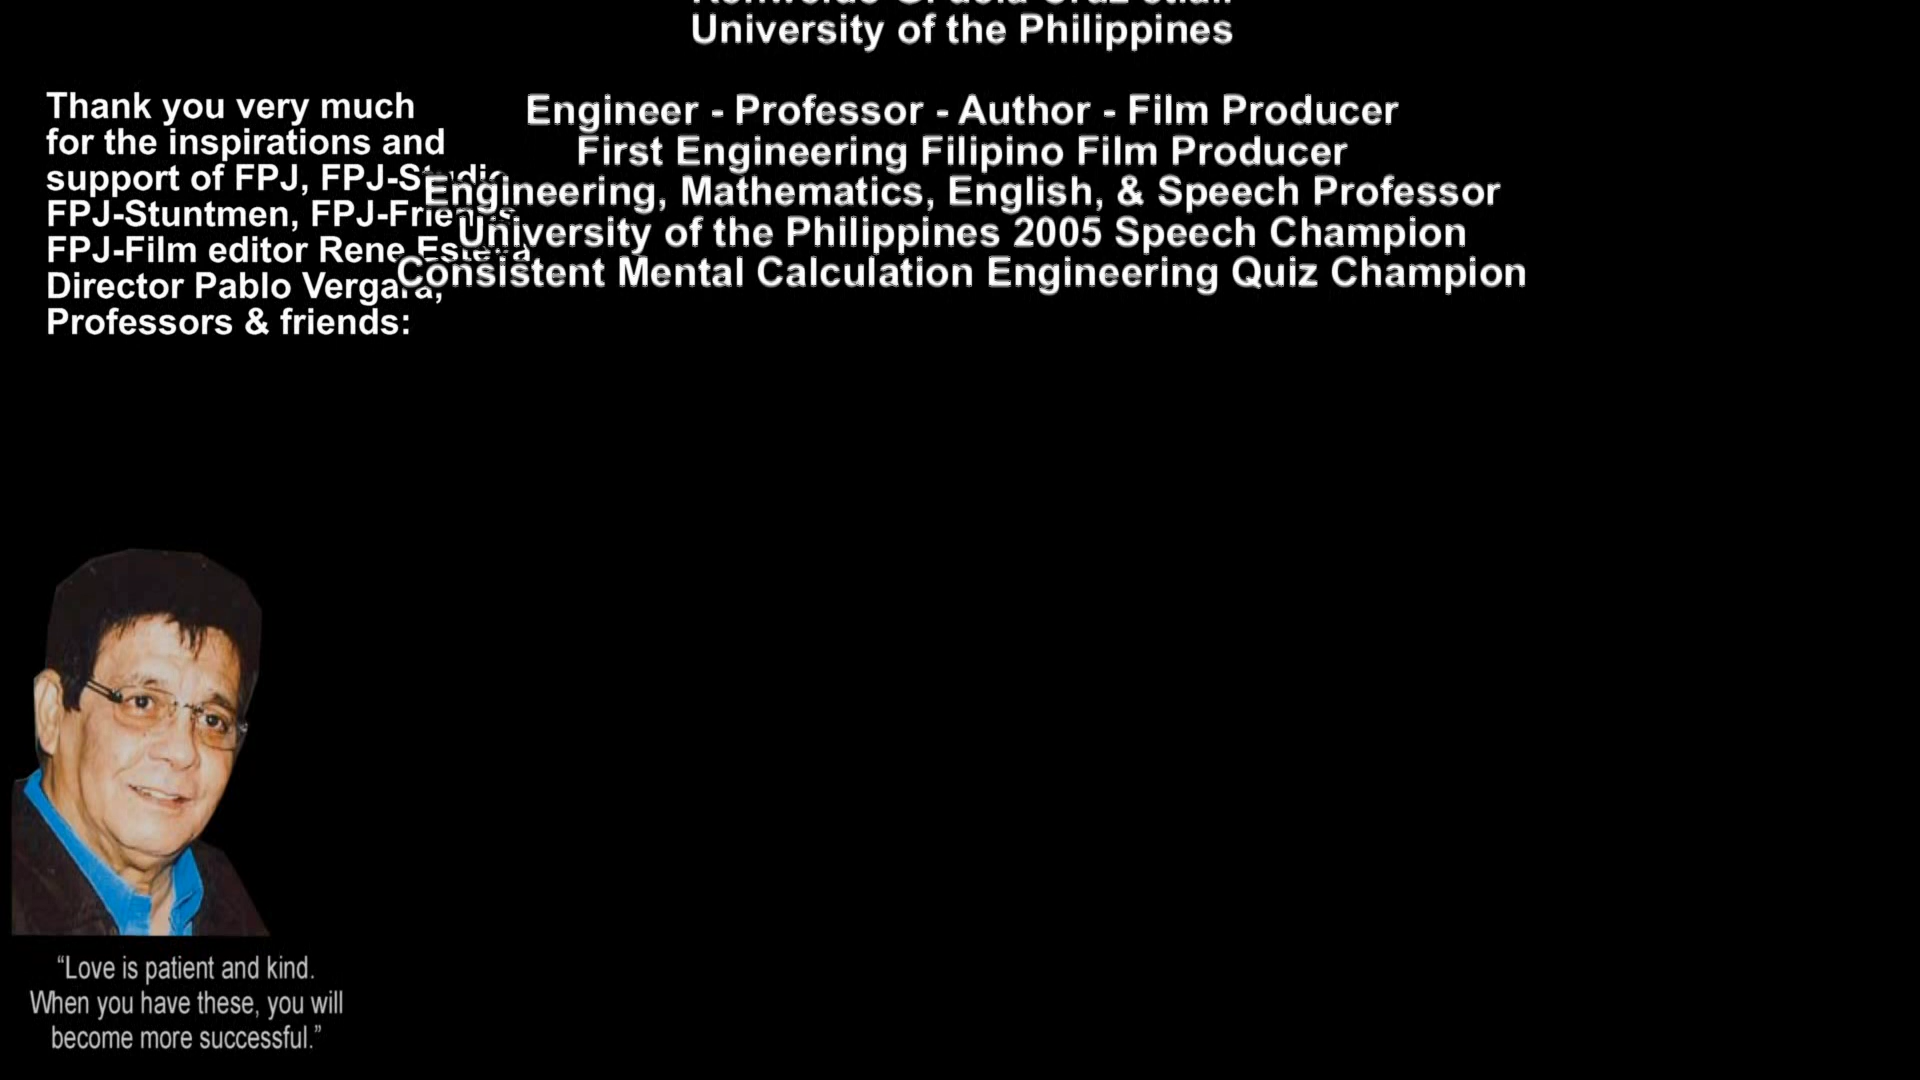 University of the Philippines
Engineer - Professor - Author - Film Producer
First Engineering Filipino Film Producer
Engineering, Mathematics, English, & Speech Professor
University of the Philippines 2005 Speech Champion
Consistent Mental Calculation Engineering Quiz Champion
Thank you very much
for the inspirations and
support of FPJ, FPJ-Studio
FPJ-Stuntmen, FPJ-Friends
FPJ-Film editor Rene
Director Pablo Vergara,
Professors & friends:
“Love is patient and kind.
When you have these, you will
become more successful.”